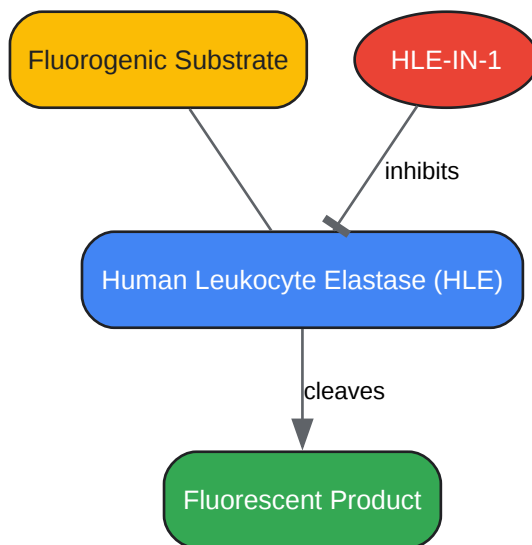 Fluorogenic Substrate
HLE-IN-1
inhibits
Human Leukocyte Elastase (HLE)
cleaves
Fluorescent Product